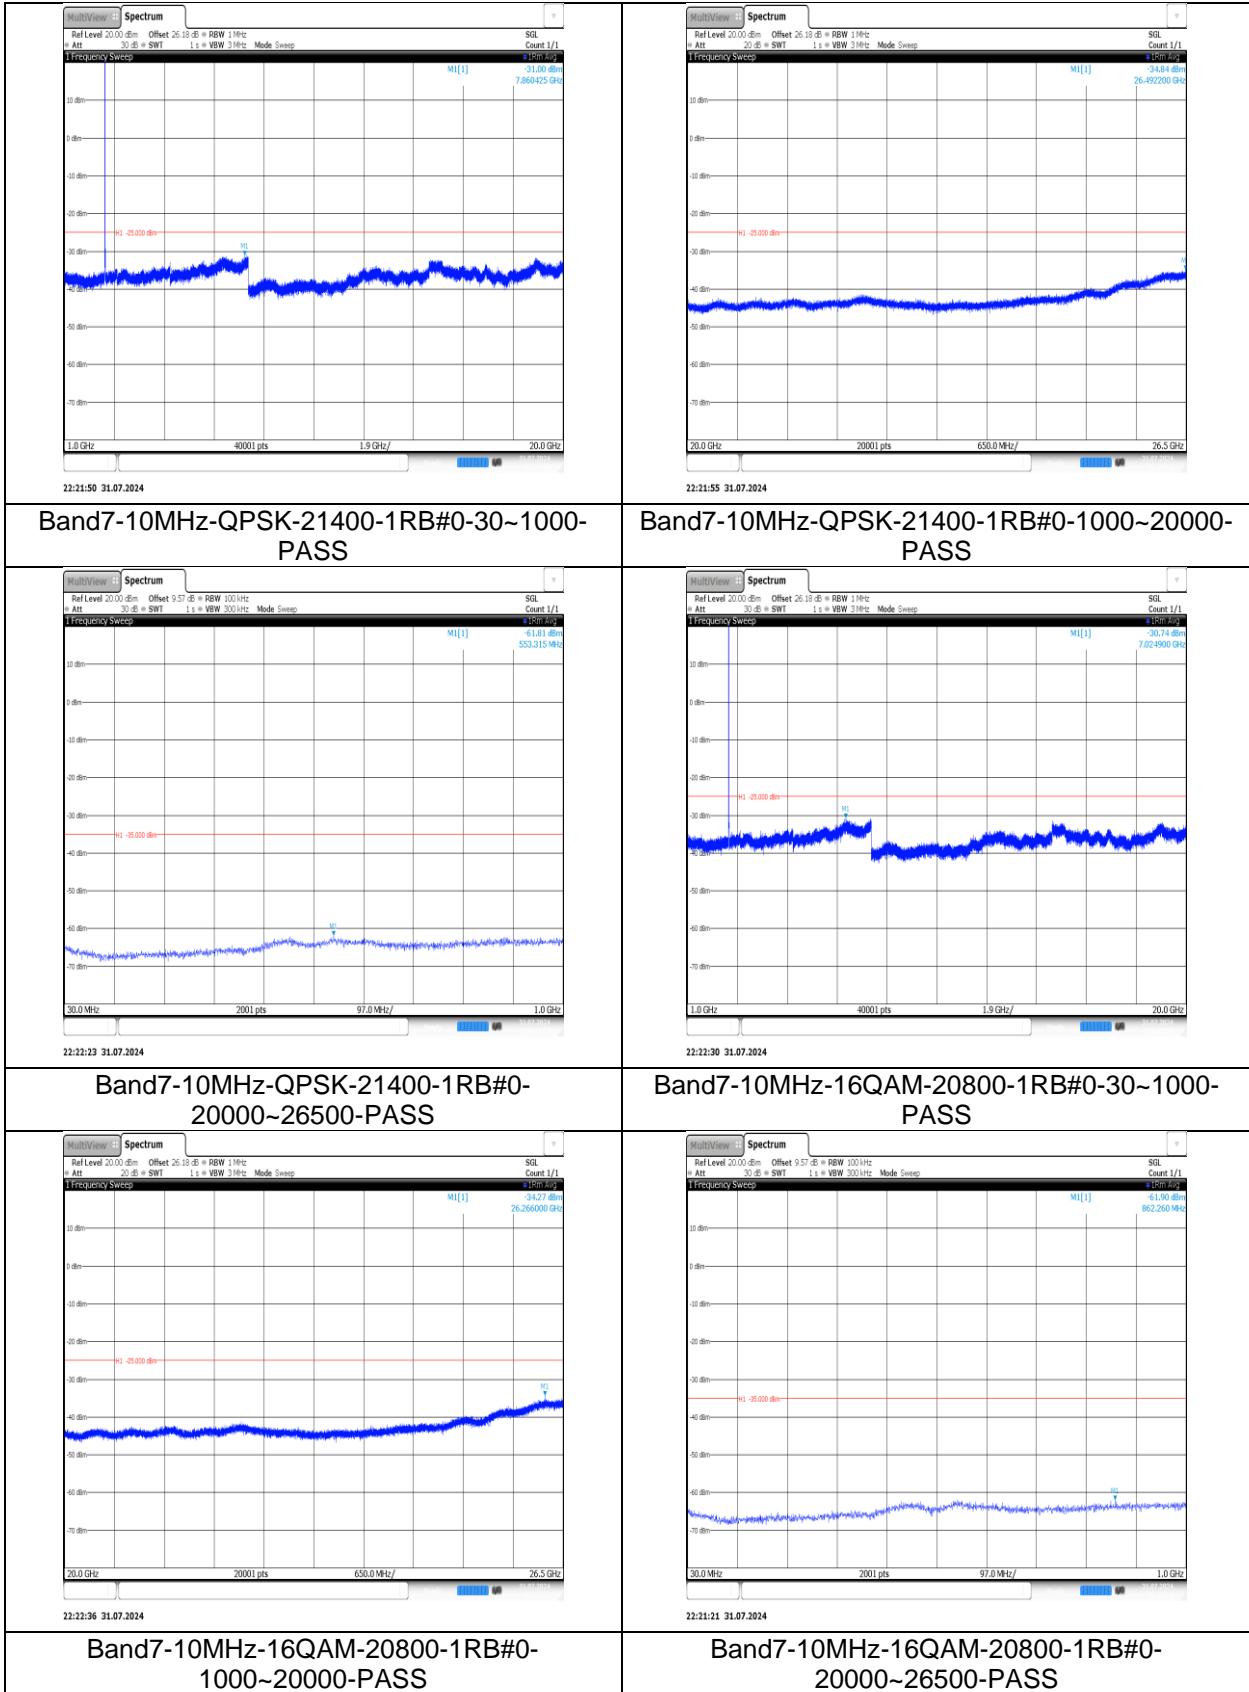 MultiView Spectrum
Ref Level 20.00 dBm Offset 26.18 dB RBW 1 MHz SGL
Att 30 dB SWT 1 s VBW 3 MHz Mode Sweep Count 1/1
1 Frequency Sweep 1Rm Avg
M1[1] -31.00 dBm
7.860425 GHz
10 dBm
0 dBm
-10 dBm
-20 dBm
H1 -25.000 dBm
M1
-30 dBm
-40 dBm
-50 dBm
-60 dBm
-70 dBm
1.0 GHz 40001 pts 1.9 GHz/ 20.0 GHz
22:21:50 31.07.2024
MultiView Spectrum
Ref Level 20.00 dBm Offset 26.18 dB RBW 1 MHz SGL
Att 20 dB SWT 1 s VBW 3 MHz Mode Sweep Count 1/1
1 Frequency Sweep 1Rm Avg
M1[1] -34.84 dBm
26.492200 GHz
10 dBm
0 dBm
-10 dBm
-20 dBm
H1 -25.000 dBm
-30 dBm
M
-40 dBm
-50 dBm
-60 dBm
-70 dBm
20.0 GHz 20001 pts 650.0 MHz/ 26.5 GHz
22:21:55 31.07.2024
Band7-10MHz-QPSK-21400-1RB#0-30~1000-
PASS
Band7-10MHz-QPSK-21400-1RB#0-1000~20000-
PASS
MultiView Spectrum
Ref Level 20.00 dBm Offset 9.57 dB RBW 100 kHz SGL
Att 30 dB SWT 1 s VBW 300 kHz Mode Sweep Count 1/1
1 Frequency Sweep 1Rm Avg
M1[1] -61.81 dBm
553.315 MHz
10 dBm
0 dBm
-10 dBm
-20 dBm
-30 dBm
H1 -35.000 dBm
-40 dBm
-50 dBm
-60 dBm
M1
-70 dBm
30.0 MHz 2001 pts 97.0 MHz/ 1.0 GHz
22:22:23 31.07.2024
MultiView Spectrum
Ref Level 20.00 dBm Offset 26.18 dB RBW 1 MHz SGL
Att 30 dB SWT 1 s VBW 3 MHz Mode Sweep Count 1/1
1 Frequency Sweep 1Rm Avg
M1[1] -30.74 dBm
7.024900 GHz
10 dBm
0 dBm
-10 dBm
-20 dBm
H1 -25.000 dBm
M1
-30 dBm
-40 dBm
-50 dBm
-60 dBm
-70 dBm
1.0 GHz 40001 pts 1.9 GHz/ 20.0 GHz
22:22:30 31.07.2024
Band7-10MHz-QPSK-21400-1RB#0-
20000~26500-PASS
Band7-10MHz-16QAM-20800-1RB#0-30~1000-
PASS
MultiView Spectrum
Ref Level 20.00 dBm Offset 26.18 dB RBW 1 MHz SGL
Att 20 dB SWT 1 s VBW 3 MHz Mode Sweep Count 1/1
1 Frequency Sweep 1Rm Avg
M1[1] -34.27 dBm
26.266000 GHz
10 dBm
0 dBm
-10 dBm
-20 dBm
H1 -25.000 dBm
-30 dBm
M1
-40 dBm
-50 dBm
-60 dBm
-70 dBm
20.0 GHz 20001 pts 650.0 MHz/ 26.5 GHz
22:22:36 31.07.2024
MultiView Spectrum
Ref Level 20.00 dBm Offset 9.57 dB RBW 100 kHz SGL
Att 30 dB SWT 1 s VBW 300 kHz Mode Sweep Count 1/1
1 Frequency Sweep 1Rm Avg
M1[1] -61.90 dBm
862.260 MHz
10 dBm
0 dBm
-10 dBm
-20 dBm
-30 dBm
H1 -35.000 dBm
-40 dBm
-50 dBm
-60 dBm
M1
-70 dBm
30.0 MHz 2001 pts 97.0 MHz/ 1.0 GHz
22:21:21 31.07.2024
Band7-10MHz-16QAM-20800-1RB#0-
1000~20000-PASS
Band7-10MHz-16QAM-20800-1RB#0-
20000~26500-PASS